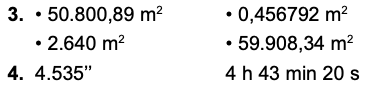 3. • 50.800,89 m² • 0,456792 m²
• 2.640 m² • 59.908,34 m²
4. 4.535’’ 4 h 43 min 20 s